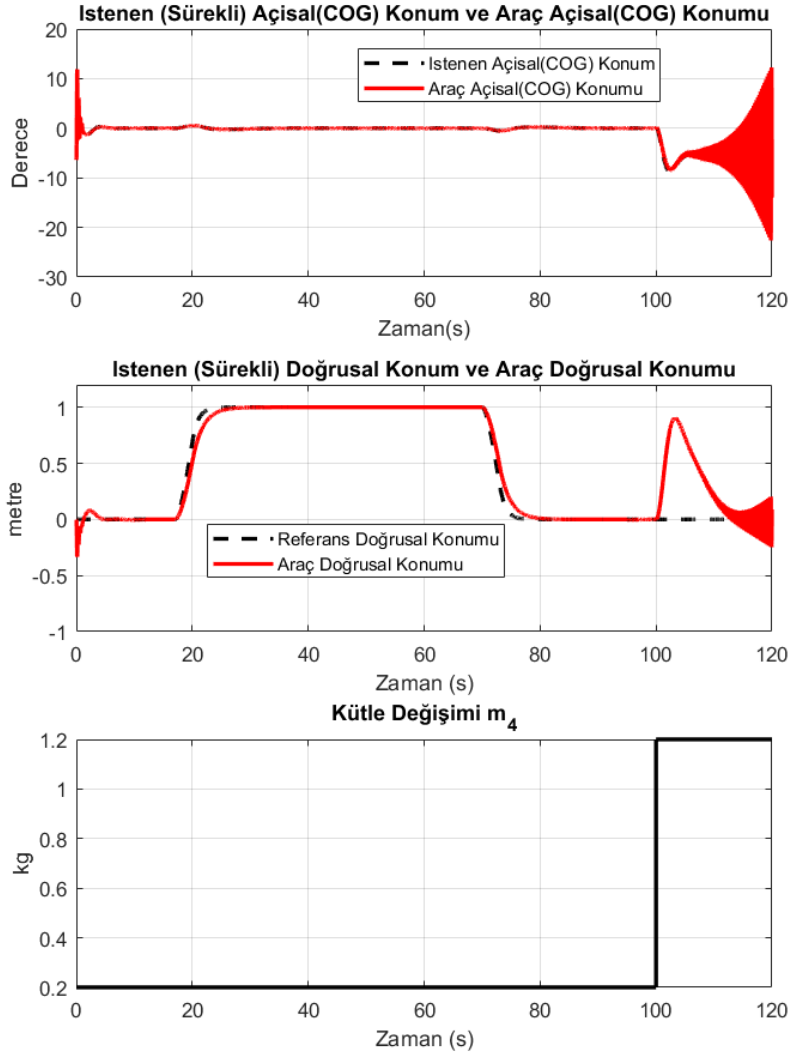 Istenen (Sürekli) Açisal(COG) Konum ve Araç Açisal(COG) Konumu
20
10
0
-10
-20
-30
Derece
Istenen Açisal(COG) Konum
Araç Açisal(COG) Konumu
0 20 40 60 80 100 120
Zaman(s)
Istenen (Sürekli) Doğrusal Konum ve Araç Doğrusal Konumu
1
0.5
0
-0.5
-1
metre
Referans Doğrusal Konumu
Araç Doğrusal Konumu
0 20 40 60 80 100 120
Zaman (s)
Kütle Değişimi m4
1.2
1
0.8
0.6
0.4
0.2
kg
0 20 40 60 80 100 120
Zaman (s)